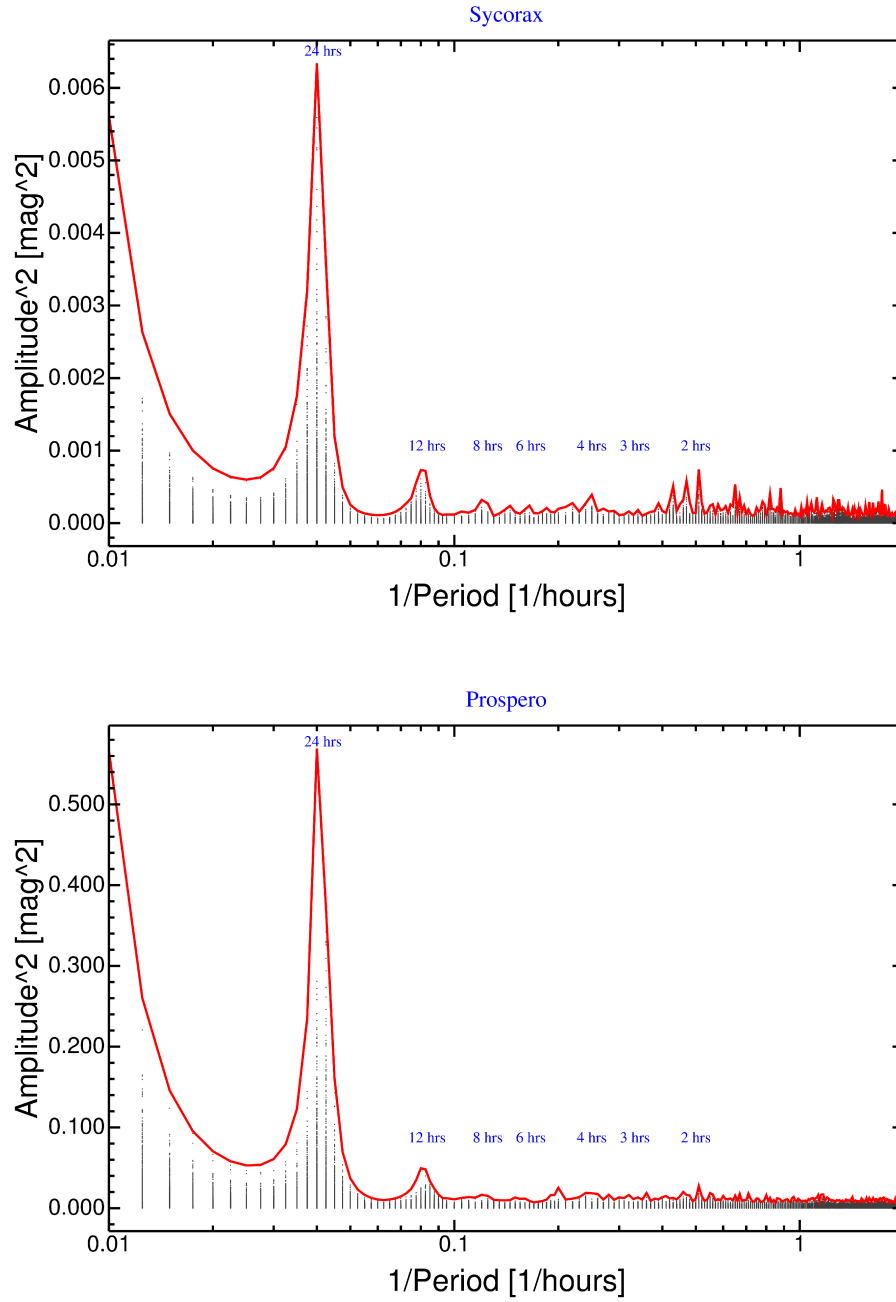 Sycorax
24 hrs
0.006
0.005
0.004
0.003
0.002
0.001
0.000
Amplitude^2 [mag^2]
12 hrs 8 hrs 6 hrs 4 hrs 3 hrs 2 hrs
0.01 0.1 1
1/Period [1/hours]
Prospero
24 hrs
0.500
0.400
0.300
0.200
0.100
0.000
Amplitude^2 [mag^2]
12 hrs 8 hrs 6 hrs 4 hrs 3 hrs 2 hrs
0.01 0.1 1
1/Period [1/hours]